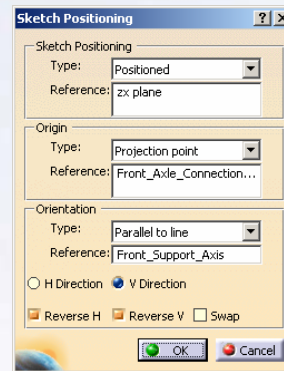 Sketch Positioning
Sketch Positioning
Type: Positioned
Reference: zx plane
Origin
Type: Projection point
Reference: Front_Axle_Connection...
Orientation
Type: Parallel to line
Reference: Front_Support_Axis
H Direction V Direction
Reverse H Reverse V Swap
OK Cancel